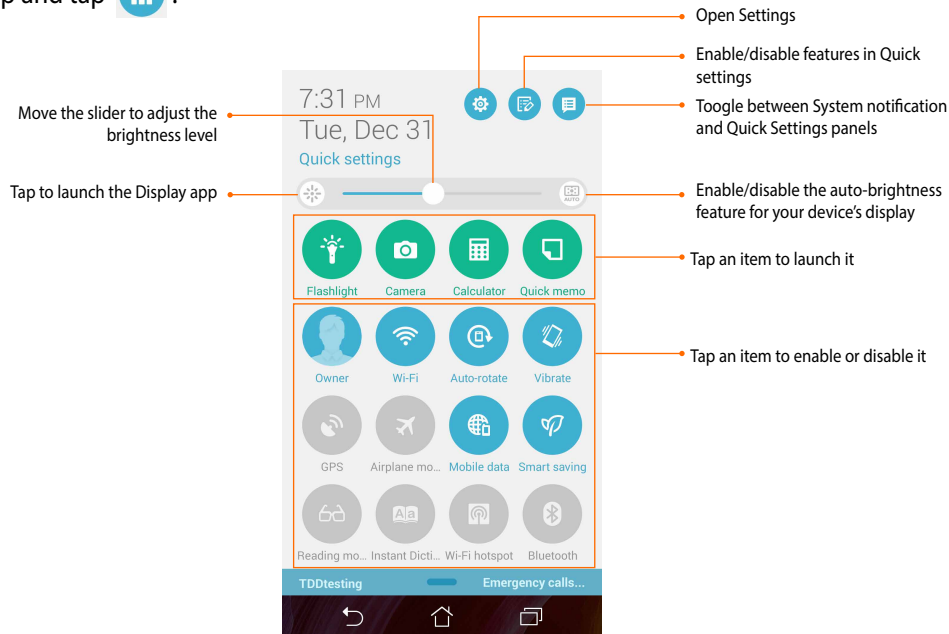 p and tap .
Open Settings
Enable/disable features in Quick
settings
Toogle between System notification
and Quick Settings panels
Move the slider to adjust the
brightness level
Tap to launch the Display app
Enable/disable the auto-brightness
feature for your device's display
Tap an item to launch it
Tap an item to enable or disable it
7:31 PM
Tue, Dec 31
Quick settings
AUTO
Flashlight Camera Calculator Quick memo
Owner Wi-Fi Auto-rotate Vibrate
GPS Airplane mo... Mobile data Smart saving
Aa
Reading mo... Instant Dicti... Wi-Fi hotspot Bluetooth
TDDtesting Emergency calls...